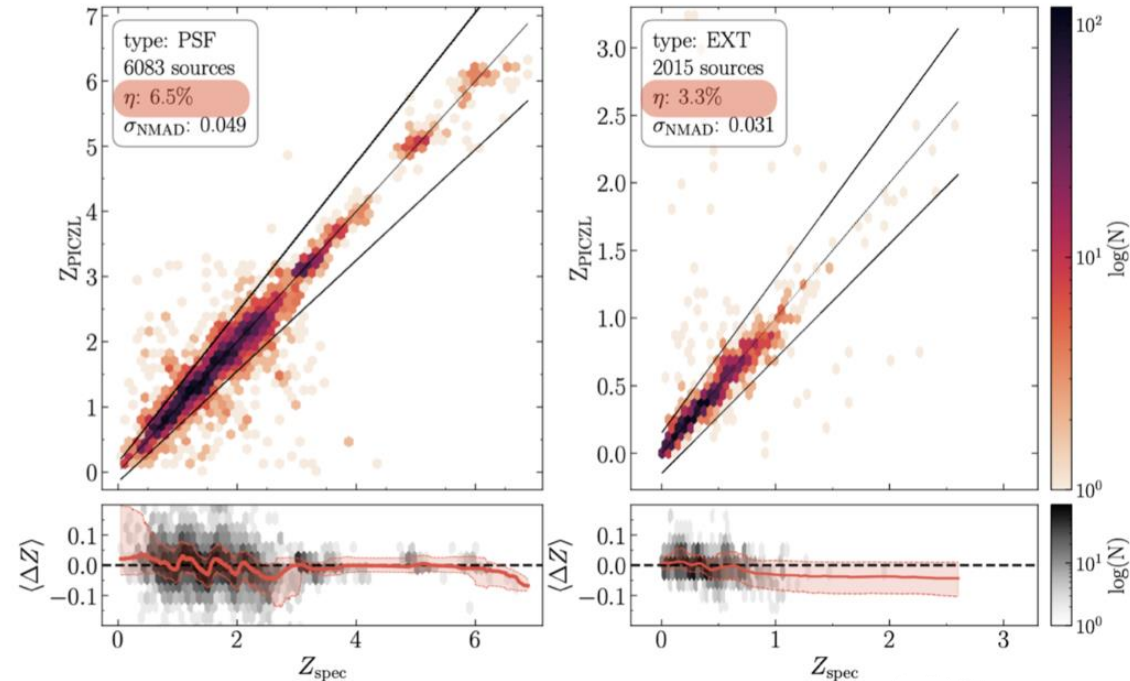 type: PSF
6083 sources
η: 6.5%
σNMAD: 0.049
7
6
5
4
3
2
1
0
ZPICZL
type: EXT
2015 sources
η: 3.3%
σNMAD: 0.031
3.0
2.5
2.0
1.5
1.0
0.5
0.0
ZPICZL
10²
10¹
10⁰
log(N)
0.1
0.0
−0.1
⟨ΔZ⟩
0 2 4 6
Zspec
0.1
0.0
−0.1
⟨ΔZ⟩
0 1 2 3
Zspec
10¹
10⁰
log(N)